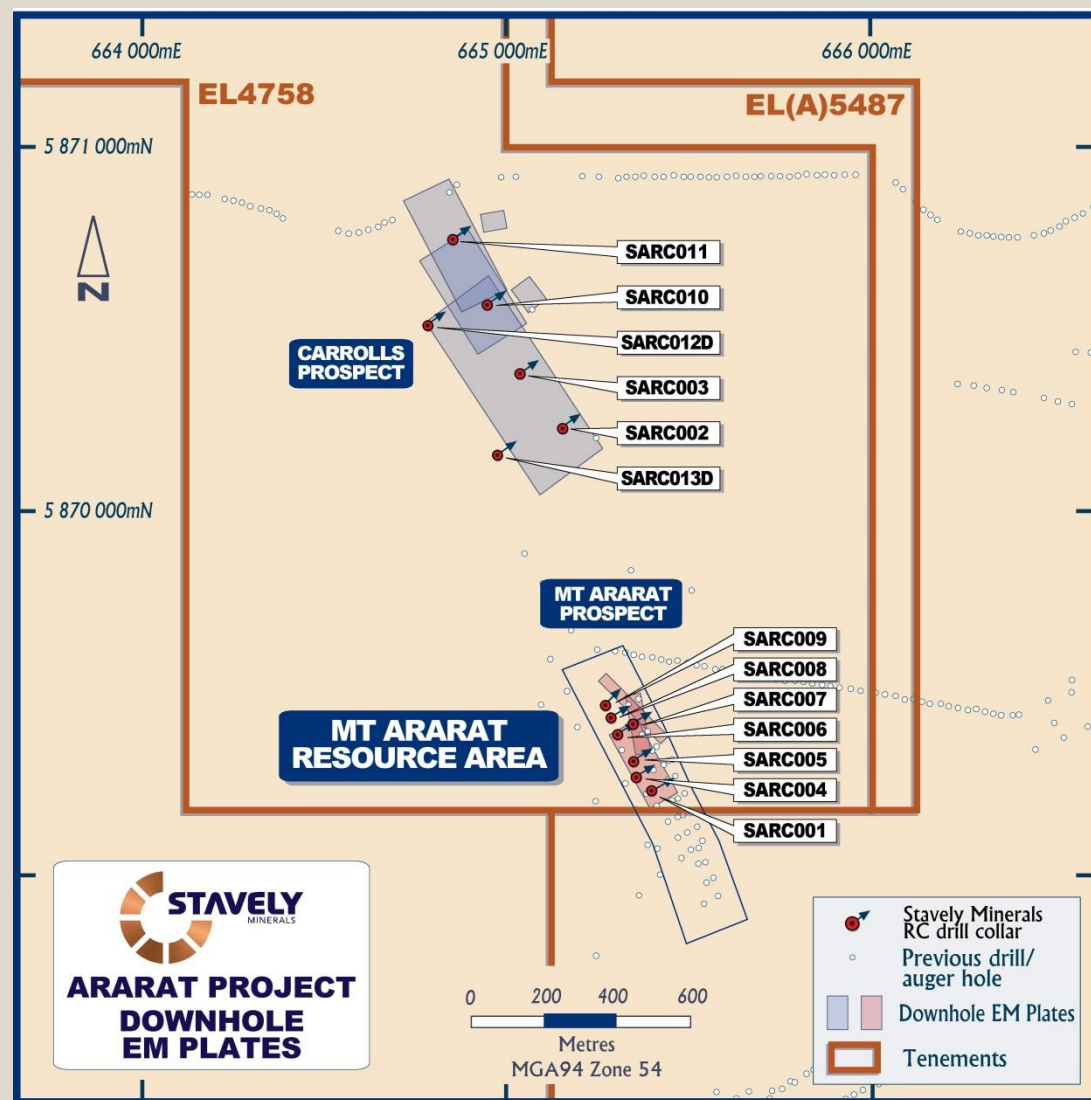 664 000mE
665 000mE
666 000mE
EL4758
EL(A)5487
5 871 000mN
N
SARC011
SARC010
SARC012D
CARROLLS
PROSPECT
SARC003
SARC002
SARC013D
5 870 000mN
MT ARARAT
PROSPECT
SARC009
SARC008
SARC007
MT ARARAT
RESOURCE AREA
SARC006
SARC005
SARC004
SARC001
STAVELY
MINERALS
ARARAT PROJECT
DOWNHOLE
EM PLATES
0 200 400 600
Metres
MGA94 Zone 54
Stavely Minerals
RC drill collar
Previous drill/
auger hole
Downhole EM Plates
Tenements